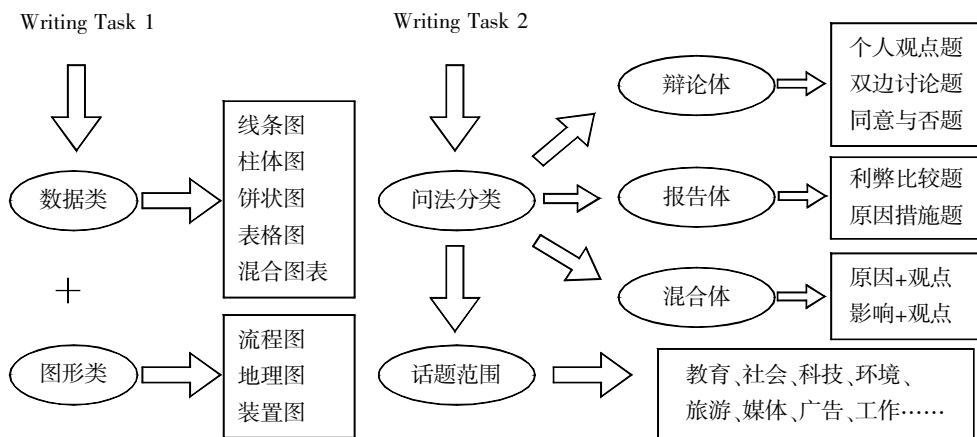 Writing Task 1
数据类
线条图
柱体图
饼状图
表格图
混合图表
+
图形类
流程图
地理图
装置图
Writing Task 2
问法分类
辩论体
个人观点题
双边讨论题
同意与否题
报告体
利弊比较题
原因措施题
混合体
原因+观点
影响+观点
话题范围
教育、社会、科技、环境、
旅游、媒体、广告、工作……